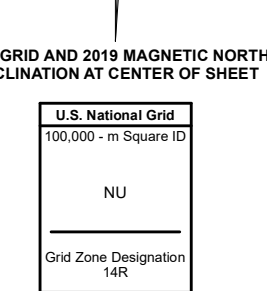 GRID AND 2019 MAGNETIC NORTH
CLINATION AT CENTER OF SHEET
U.S. National Grid
100,000 - m Square ID
NU
Grid Zone Designation
14R